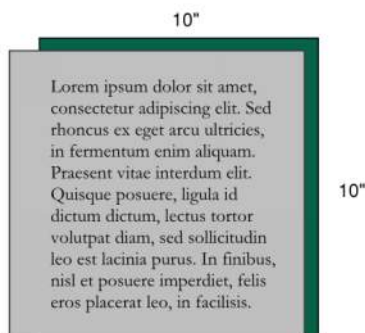 10"
Lorem ipsum dolor sit amet,
consectetur adipiscing elit. Sed
rhoncus ex eget arcu ultricies,
in fermentum enim aliquam.
Praesent vitae interdum elit.
Quisque posuere, ligula id
dictum dictum, lectus tortor
volutpat diam, sed sollicitudin
leo est lacinia purus. In finibus,
nisl et posuere imperdiet, felis
eros placerat leo, in facilisis.
10"